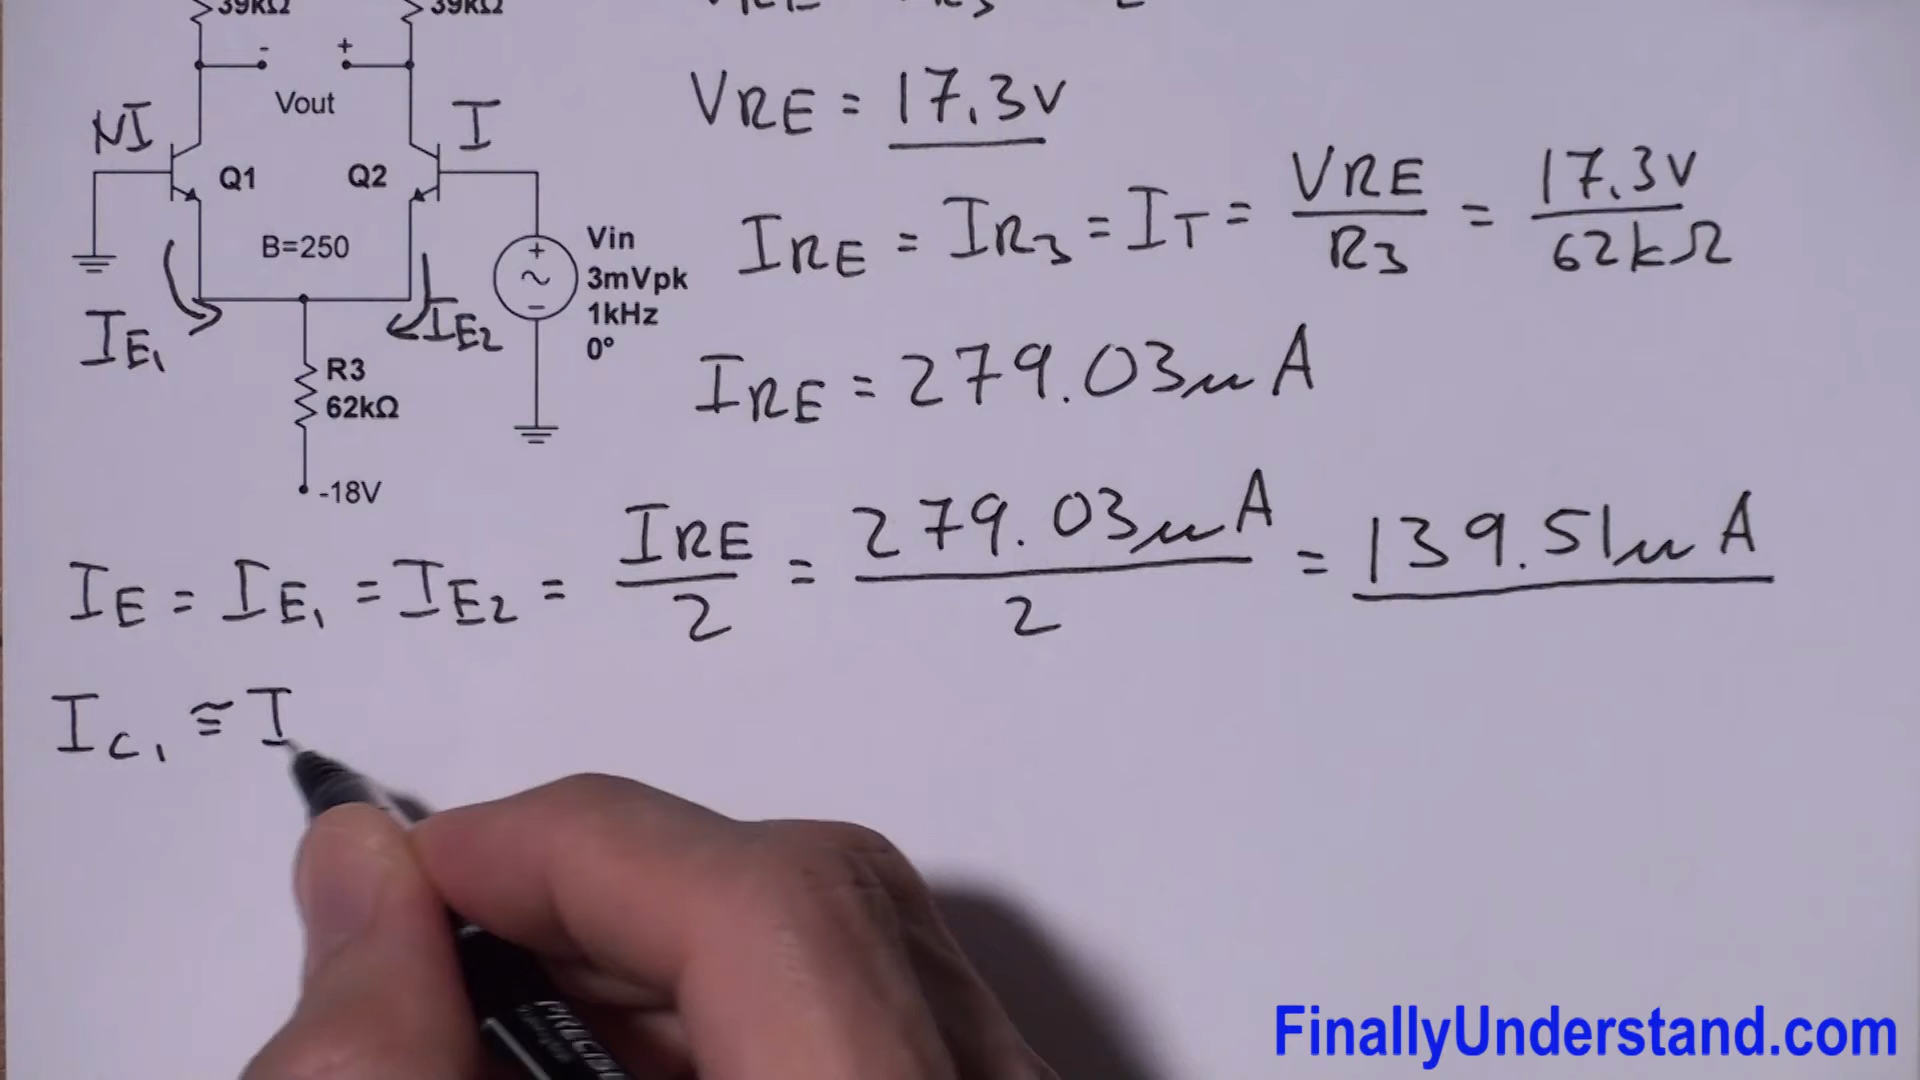 39kΩ 39kΩ
- +
Vout
NI I
Q1 Q2
B=250
IE1 IE2
+
~
−
Vin
3mVpk
1kHz
0°
R3
62kΩ
-18V
VRE = 17.3V
IRE = IR3 = IT = VRE/R3 = 17.3V/62kΩ
IRE = 279.03uA
IE = IE1 = IE2 = IRE/2 = 279.03uA/2 = 139.51uA
IC1 ≅ I
FinallyUnderstand.com